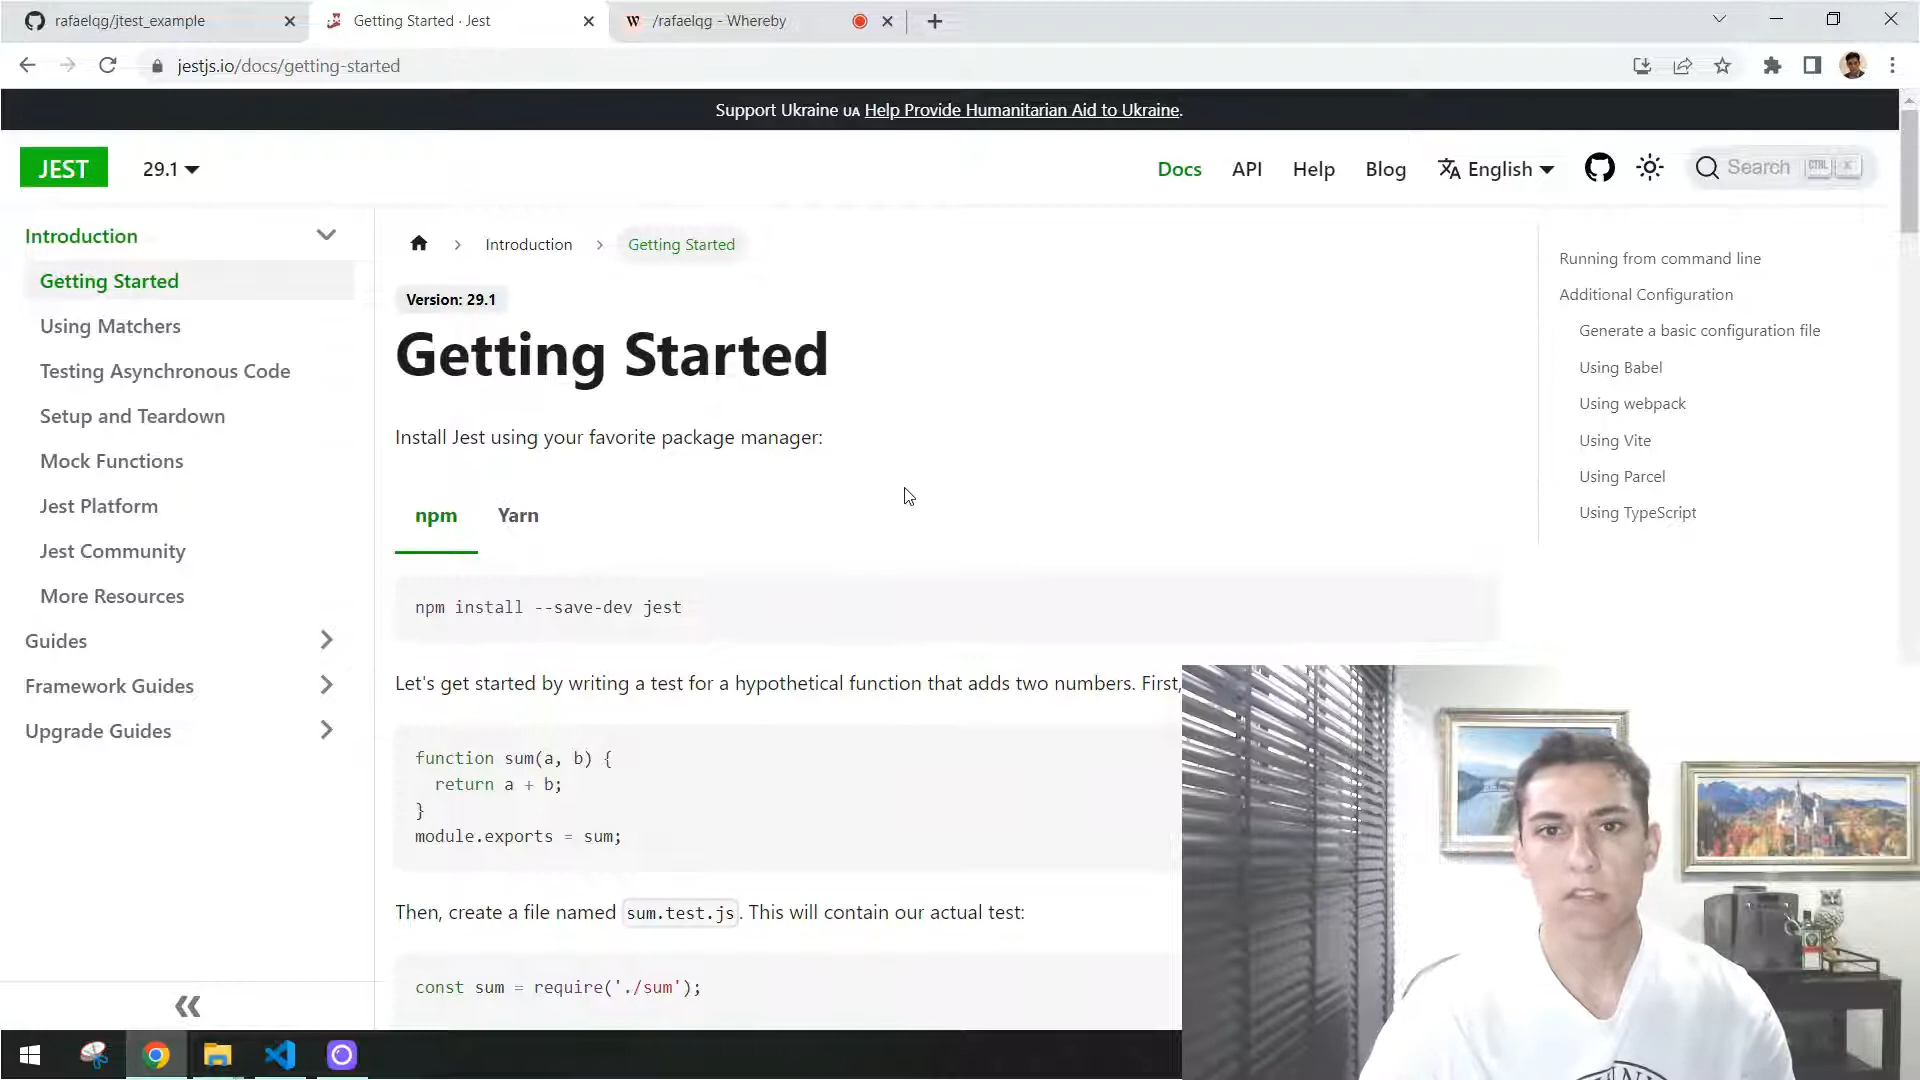 rafaelqg/jtest_example
Getting Started · Jest
/rafaelqg - Whereby
jestjs.io/docs/getting-started
Support Ukraine UA Help Provide Humanitarian Aid to Ukraine.
JEST
29.1
Docs
API
Help
Blog
English
Search CTRL K
Introduction
Getting Started
Using Matchers
Testing Asynchronous Code
Setup and Teardown
Mock Functions
Jest Platform
Jest Community
More Resources
Guides
Framework Guides
Upgrade Guides
Introduction
Getting Started
Version: 29.1
Getting Started
Install Jest using your favorite package manager:
npm
Yarn
npm install --save-dev jest
Let's get started by writing a test for a hypothetical function that adds two numbers. First,
function sum(a, b) {
return a + b;
}
module.exports = sum;
Then, create a file named sum.test.js. This will contain our actual test:
const sum = require('./sum');
Running from command line
Additional Configuration
Generate a basic configuration file
Using Babel
Using webpack
Using Vite
Using Parcel
Using TypeScript